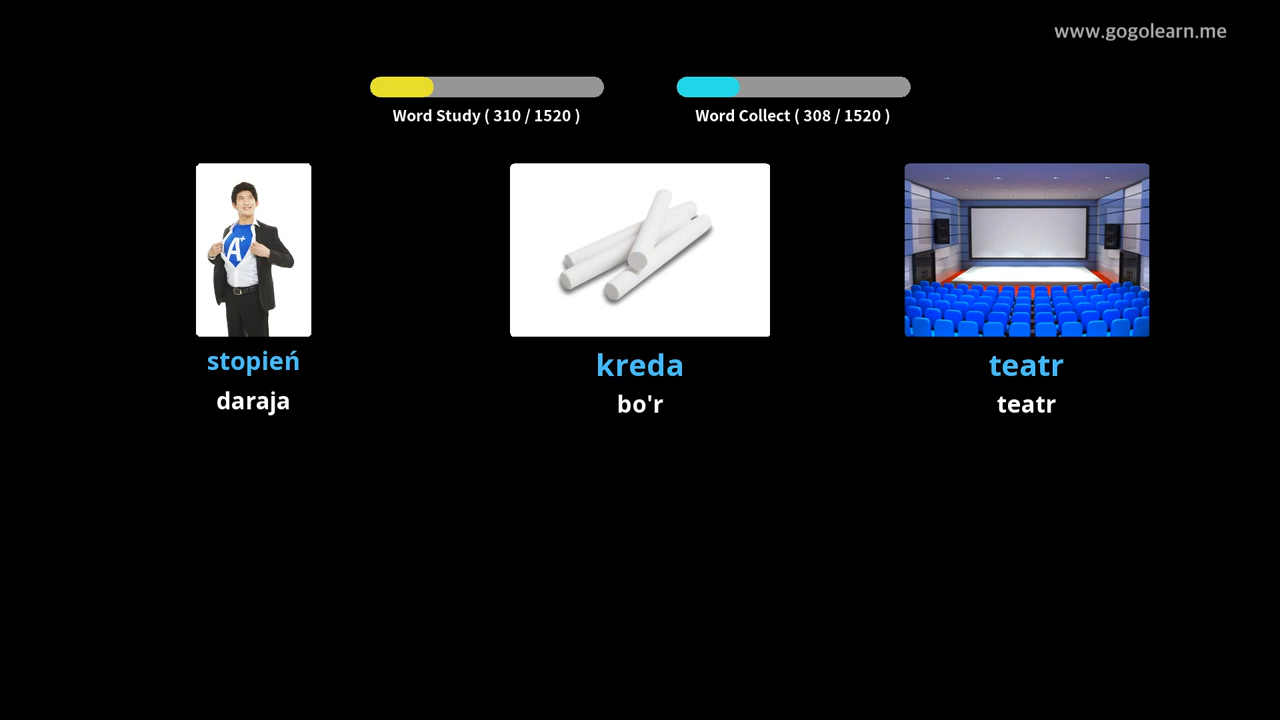 www.gogolearn.me
Word Study ( 310 / 1520 )
Word Collect ( 308 / 1520 )
A+
stopień
kreda
teatr
daraja
bo'r
teatr